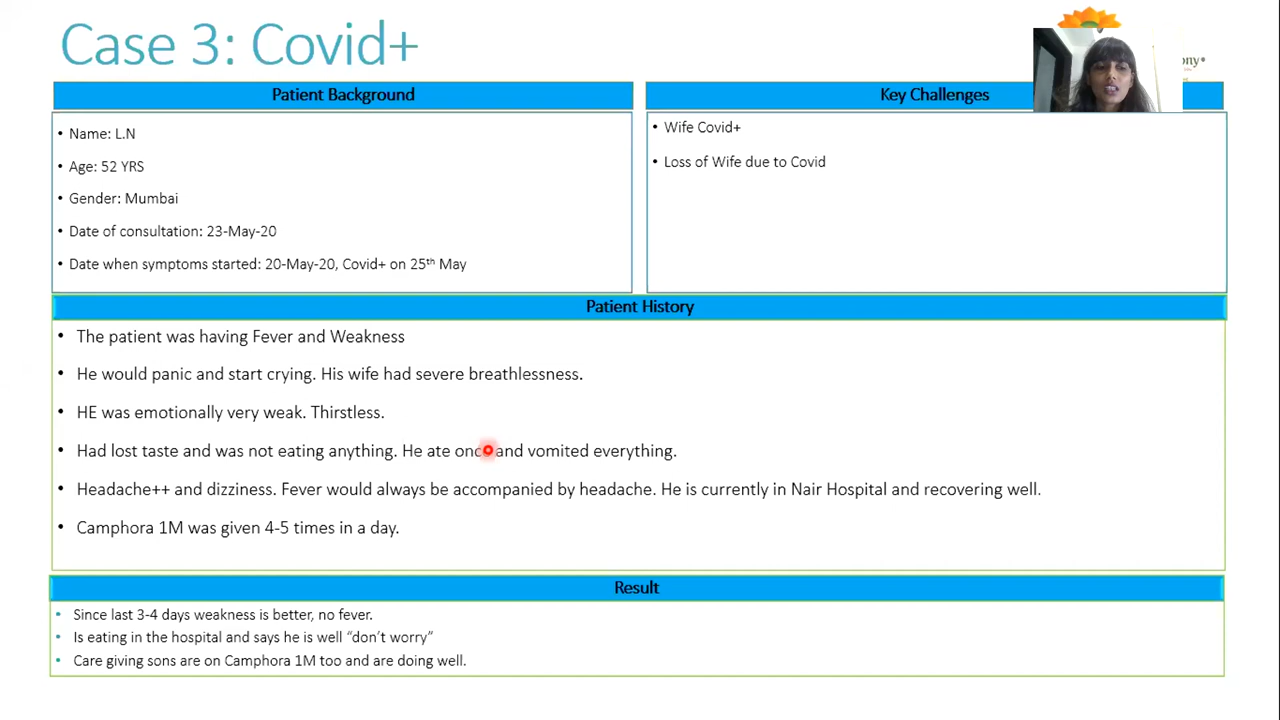 Case 3: Covid+
Patient Background
• Name: L.N
• Age: 52 YRS
• Gender: Mumbai
• Date of consultation: 23-May-20
• Date when symptoms started: 20-May-20, Covid+ on 25th May
Key Challenges
• Wife Covid+
• Loss of Wife due to Covid
Patient History
• The patient was having Fever and Weakness
• He would panic and start crying. His wife had severe breathlessness.
• HE was emotionally very weak. Thirstless.
• Had lost taste and was not eating anything. He ate once and vomited everything.
• Headache++ and dizziness. Fever would always be accompanied by headache. He is currently in Nair Hospital and recovering well.
• Camphora 1M was given 4-5 times in a day.
Result
• Since last 3-4 days weakness is better, no fever.
• Is eating in the hospital and says he is well “don’t worry”
• Care giving sons are on Camphora 1M too and are doing well.